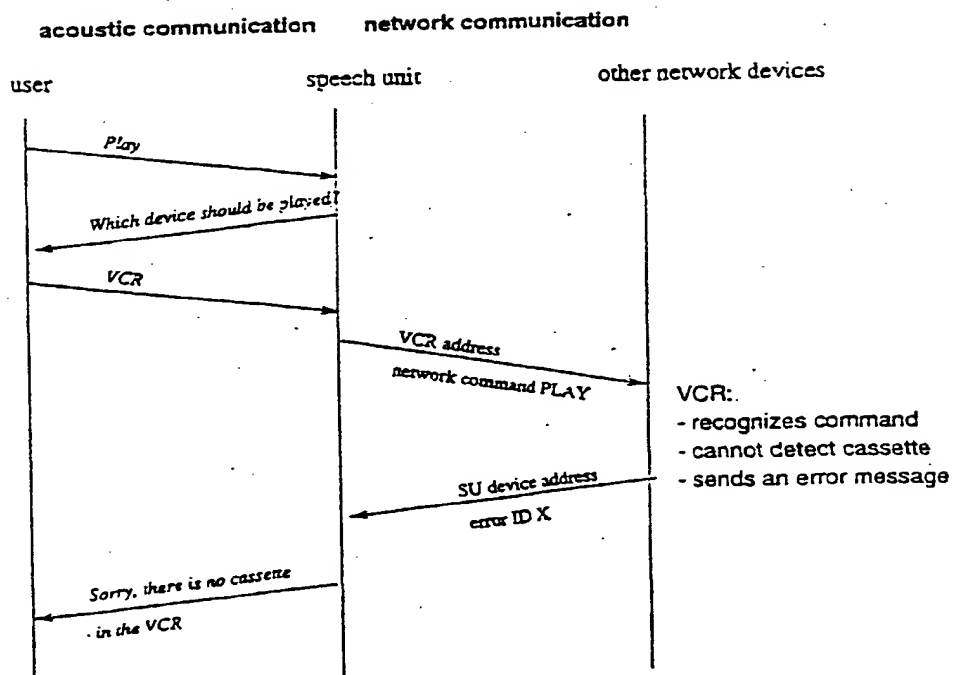 acoustic communication network communication
user speech unit other network devices
Play
Which device should be played?
VCR
VCR address
network command PLAY
VCR:
- recognizes command
- cannot detect cassette
- sends an error message
SU device address
error ID X
Sorry, there is no cassette
- in the VCR